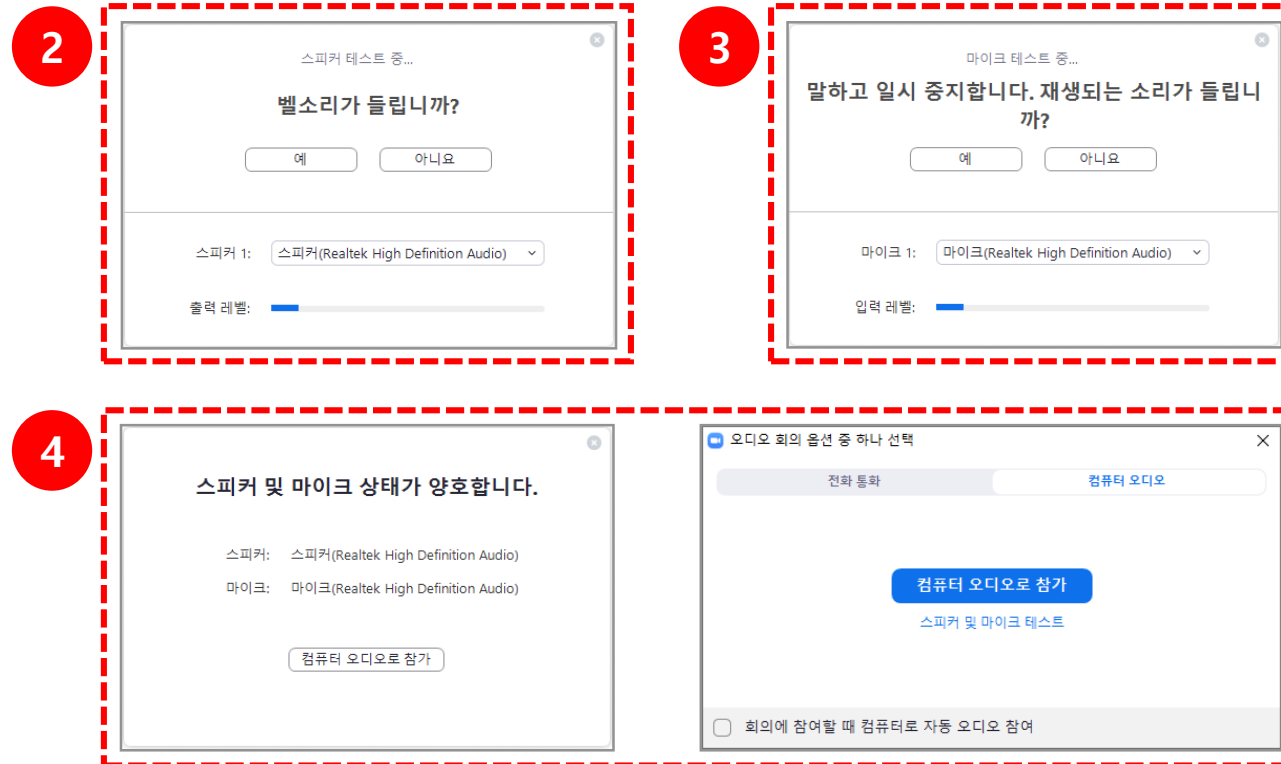 2
스피커 테스트 중...
벨소리가 들립니까?
예
아니요
스피커 1:
스피커(Realtek High Definition Audio)
출력 레벨:
3
마이크 테스트 중...
말하고 일시 중지합니다. 재생되는 소리가 들립니
까?
예
아니요
마이크 1:
마이크(Realtek High Definition Audio)
입력 레벨:
4
스피커 및 마이크 상태가 양호합니다.
스피커:
스피커(Realtek High Definition Audio)
마이크:
마이크(Realtek High Definition Audio)
컴퓨터 오디오로 참가
오디오 회의 옵션 중 하나 선택
전화 통화
컴퓨터 오디오
컴퓨터 오디오로 참가
스피커 및 마이크 테스트
회의에 참여할 때 컴퓨터로 자동 오디오 참여